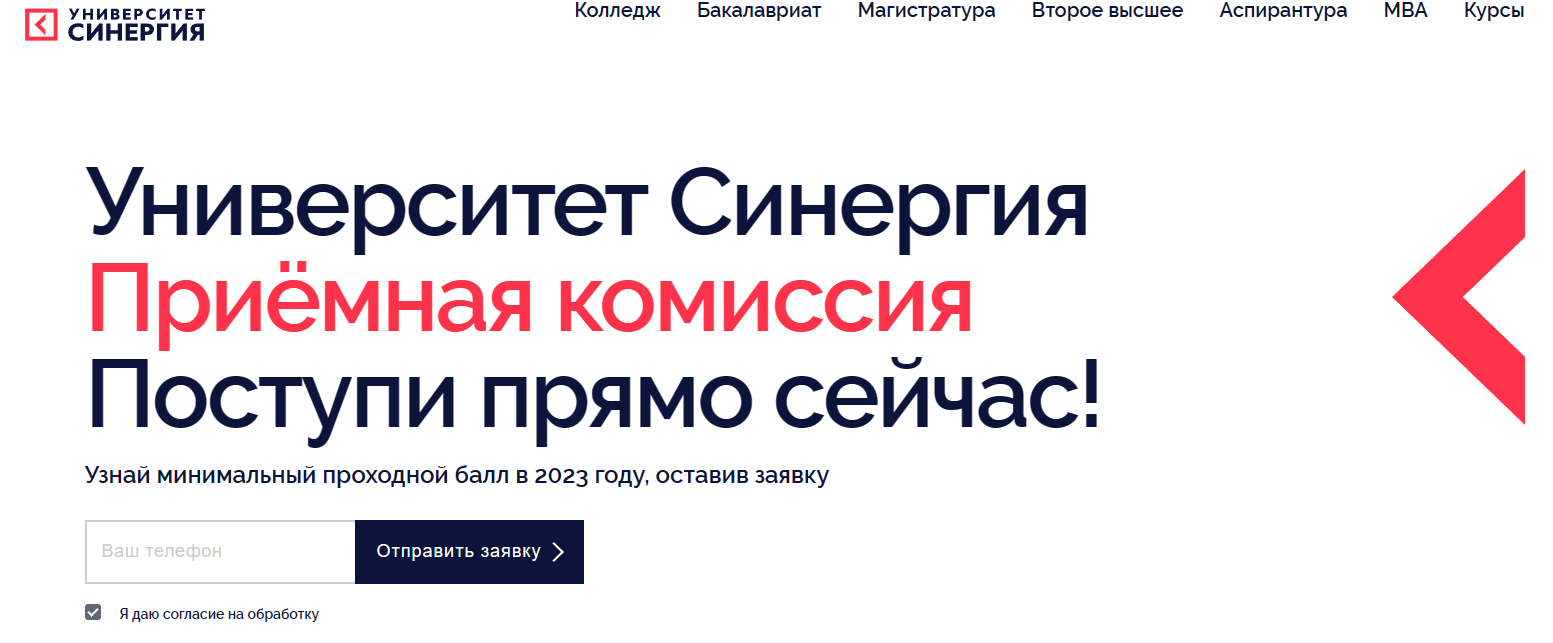 УНИВЕРСИТЕТ
СИНЕРГИЯ
Колледж Бакалавриат Магистратура Второе высшее Аспирантура MBA Курсы
Университет Синергия
Приёмная комиссия
Поступи прямо сейчас!
Узнай минимальный проходной балл в 2023 году, оставив заявку
Ваш телефон
Отправить заявку
Я даю согласие на обработку